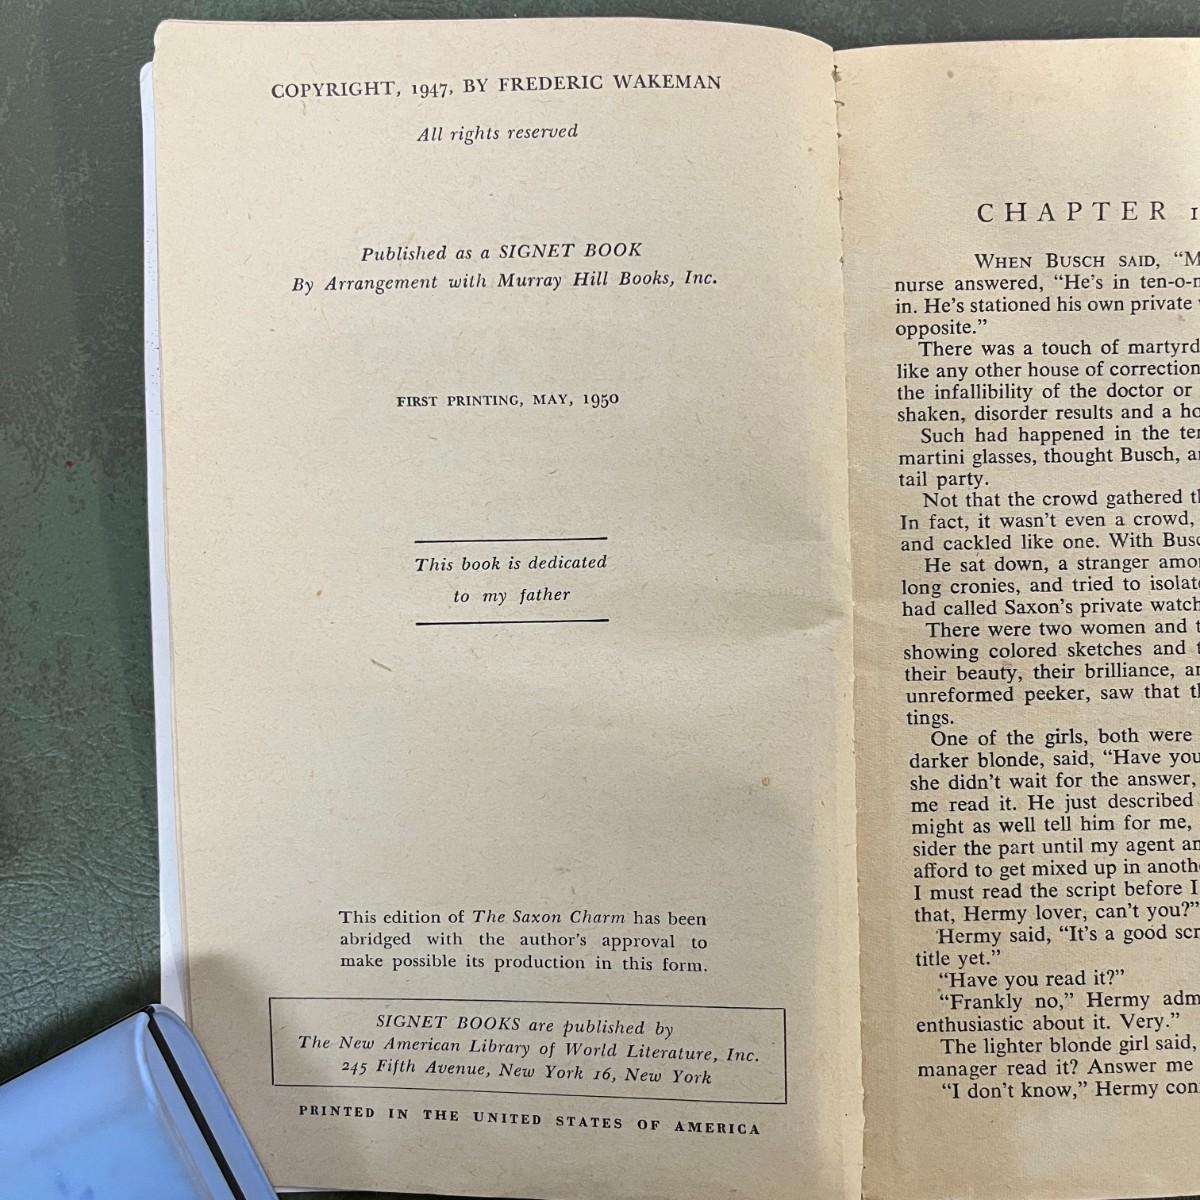 COPYRIGHT, 1947, BY FREDERIC WAKEMAN
All rights reserved
Published as a SIGNET BOOK
By Arrangement with Murray Hill Books, Inc.
FIRST PRINTING, MAY, 1950
This book is dedicated
to my father
This edition of The Saxon Charm has been
abridged with the author's approval to
make possible its production in this form.
SIGNET BOOKS are published by
The New American Library of World Literature, Inc.
245 Fifth Avenue, New York 16, New York
PRINTED IN THE UNITED STATES OF AMERICA
CHAPTER
WHEN BUSCH SAID,
nurse answered, “He's in
in. He's stationed his own private
opposite.”
There was a touch of
like any other house of correction
the infallibility of the doctor or
shaken, disorder results and a
Such had happened in the
martini glasses, thought Busch,
tail party.
Not that the crowd gathered
In fact, it wasn't even a crowd,
and cackled like one. With
He sat down, a stranger
long cronies, and tried to
had called Saxon's private
There were two women and
showing colored sketches and
their beauty, their brilliance,
unreformed peeker, saw that
tings.
One of the girls, both were
darker blonde, said, “Have
she didn't wait for the answer,
me read it. He just described
might as well tell him for me,
sider the part until my agent
afford to get mixed up in
I must read the script before I
that, Hermy lover, can't you?”
Hermy said, “It's a good
title yet.”
“Have you read it?”
“Frankly no,” Hermy
enthusiastic about it. Very.”
The lighter blonde girl said,
manager read it? Answer me
“I don't know,” Hermy